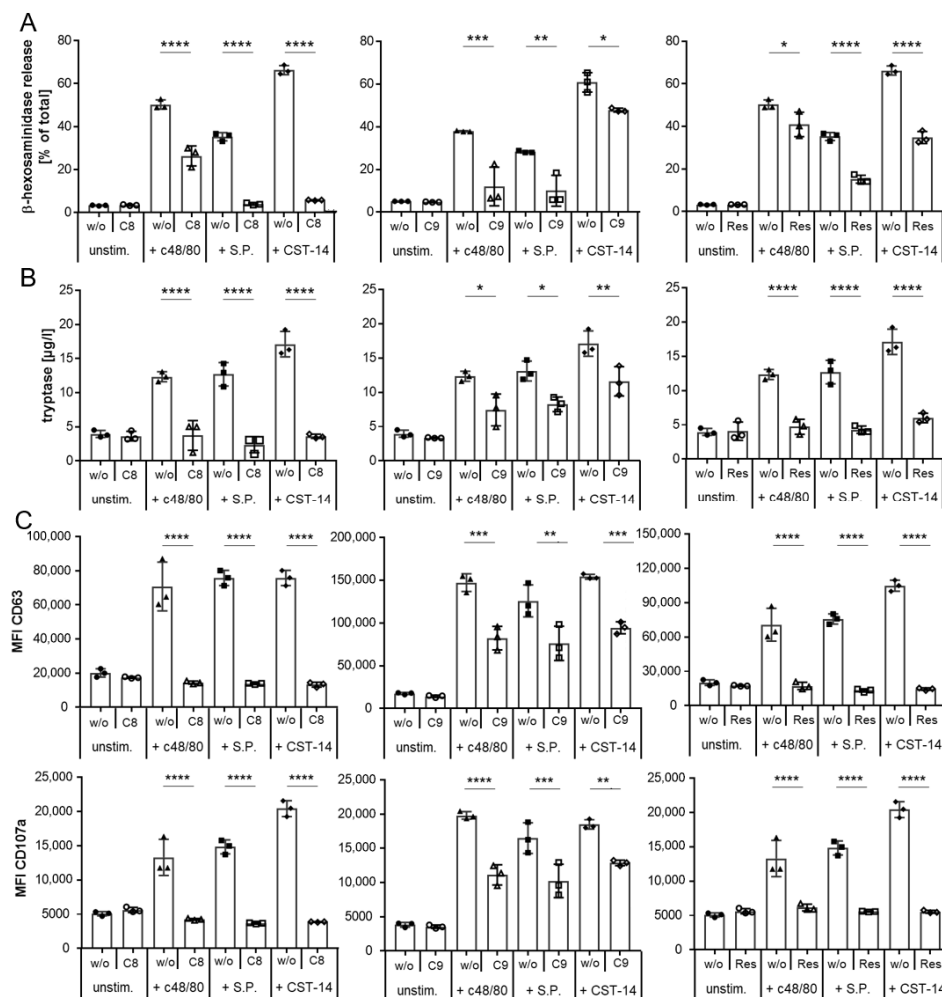 A
β-hexosaminidase release
[% of total]
80
60
40
20
0
**** **** ****
w/o C8 w/o C8 w/o C8 w/o C8
unstim. + c48/80 + S.P. + CST-14
80
60
40
20
0
*** ** *
w/o C9 w/o C9 w/o C9 w/o C9
unstim. + c48/80 + S.P. + CST-14
80
60
40
20
0
* **** ****
w/o Res w/o Res w/o Res w/o Res
unstim. + c48/80 + S.P. + CST-14
B
tryptase [µg/l]
25
20
15
10
5
0
**** **** ****
w/o C8 w/o C8 w/o C8 w/o C8
unstim. + c48/80 + S.P. + CST-14
25
20
15
10
5
0
* * **
w/o C9 w/o C9 w/o C9 w/o C9
unstim. + c48/80 + S.P. + CST-14
25
20
15
10
5
0
**** **** ****
w/o Res w/o Res w/o Res w/o Res
unstim. + c48/80 + S.P. + CST-14
C
MFI CD63
100,000
80,000
60,000
40,000
20,000
0
**** **** ****
w/o C8 w/o C8 w/o C8 w/o C8
unstim. + c48/80 + S.P. + CST-14
200,000
150,000
100,000
50,000
0
*** ** ***
w/o C9 w/o C9 w/o C9 w/o C9
unstim. + c48/80 + S.P. + CST-14
150,000
120,000
90,000
60,000
30,000
0
**** **** ****
w/o Res w/o Res w/o Res w/o Res
unstim. + c48/80 + S.P. + CST-14
MFI CD107a
25,000
20,000
15,000
10,000
5000
0
**** **** ****
w/o C8 w/o C8 w/o C8 w/o C8
unstim. + c48/80 + S.P. + CST-14
25,000
20,000
15,000
10,000
5000
0
**** *** **
w/o C9 w/o C9 w/o C9 w/o C9
unstim. + c48/80 + S.P. + CST-14
25,000
20,000
15,000
10,000
5000
0
**** **** ****
w/o Res w/o Res w/o Res w/o Res
unstim. + c48/80 + S.P. + CST-14